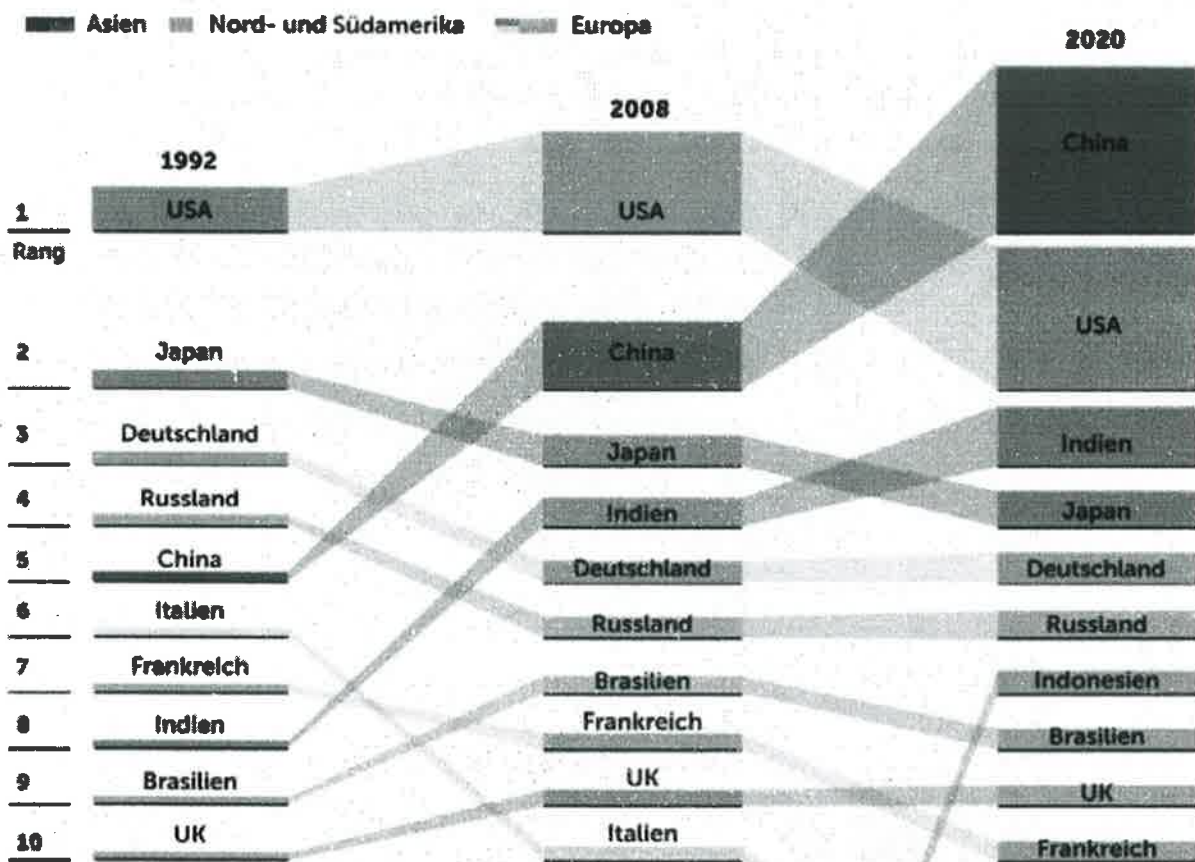 Asien Nord- und Südamerika Europa
1992
2008
2020
1
Rang
2
3
4
5
6
7
8
9
10
USA
Japan
Deutschland
Russland
China
Italien
Frankreich
Indien
Brasilien
UK
USA
China
Japan
Indien
Deutschland
Russland
Brasilien
Frankreich
UK
Italien
China
USA
Indien
Japan
Deutschland
Russland
Indonesien
Brasilien
UK
Frankreich